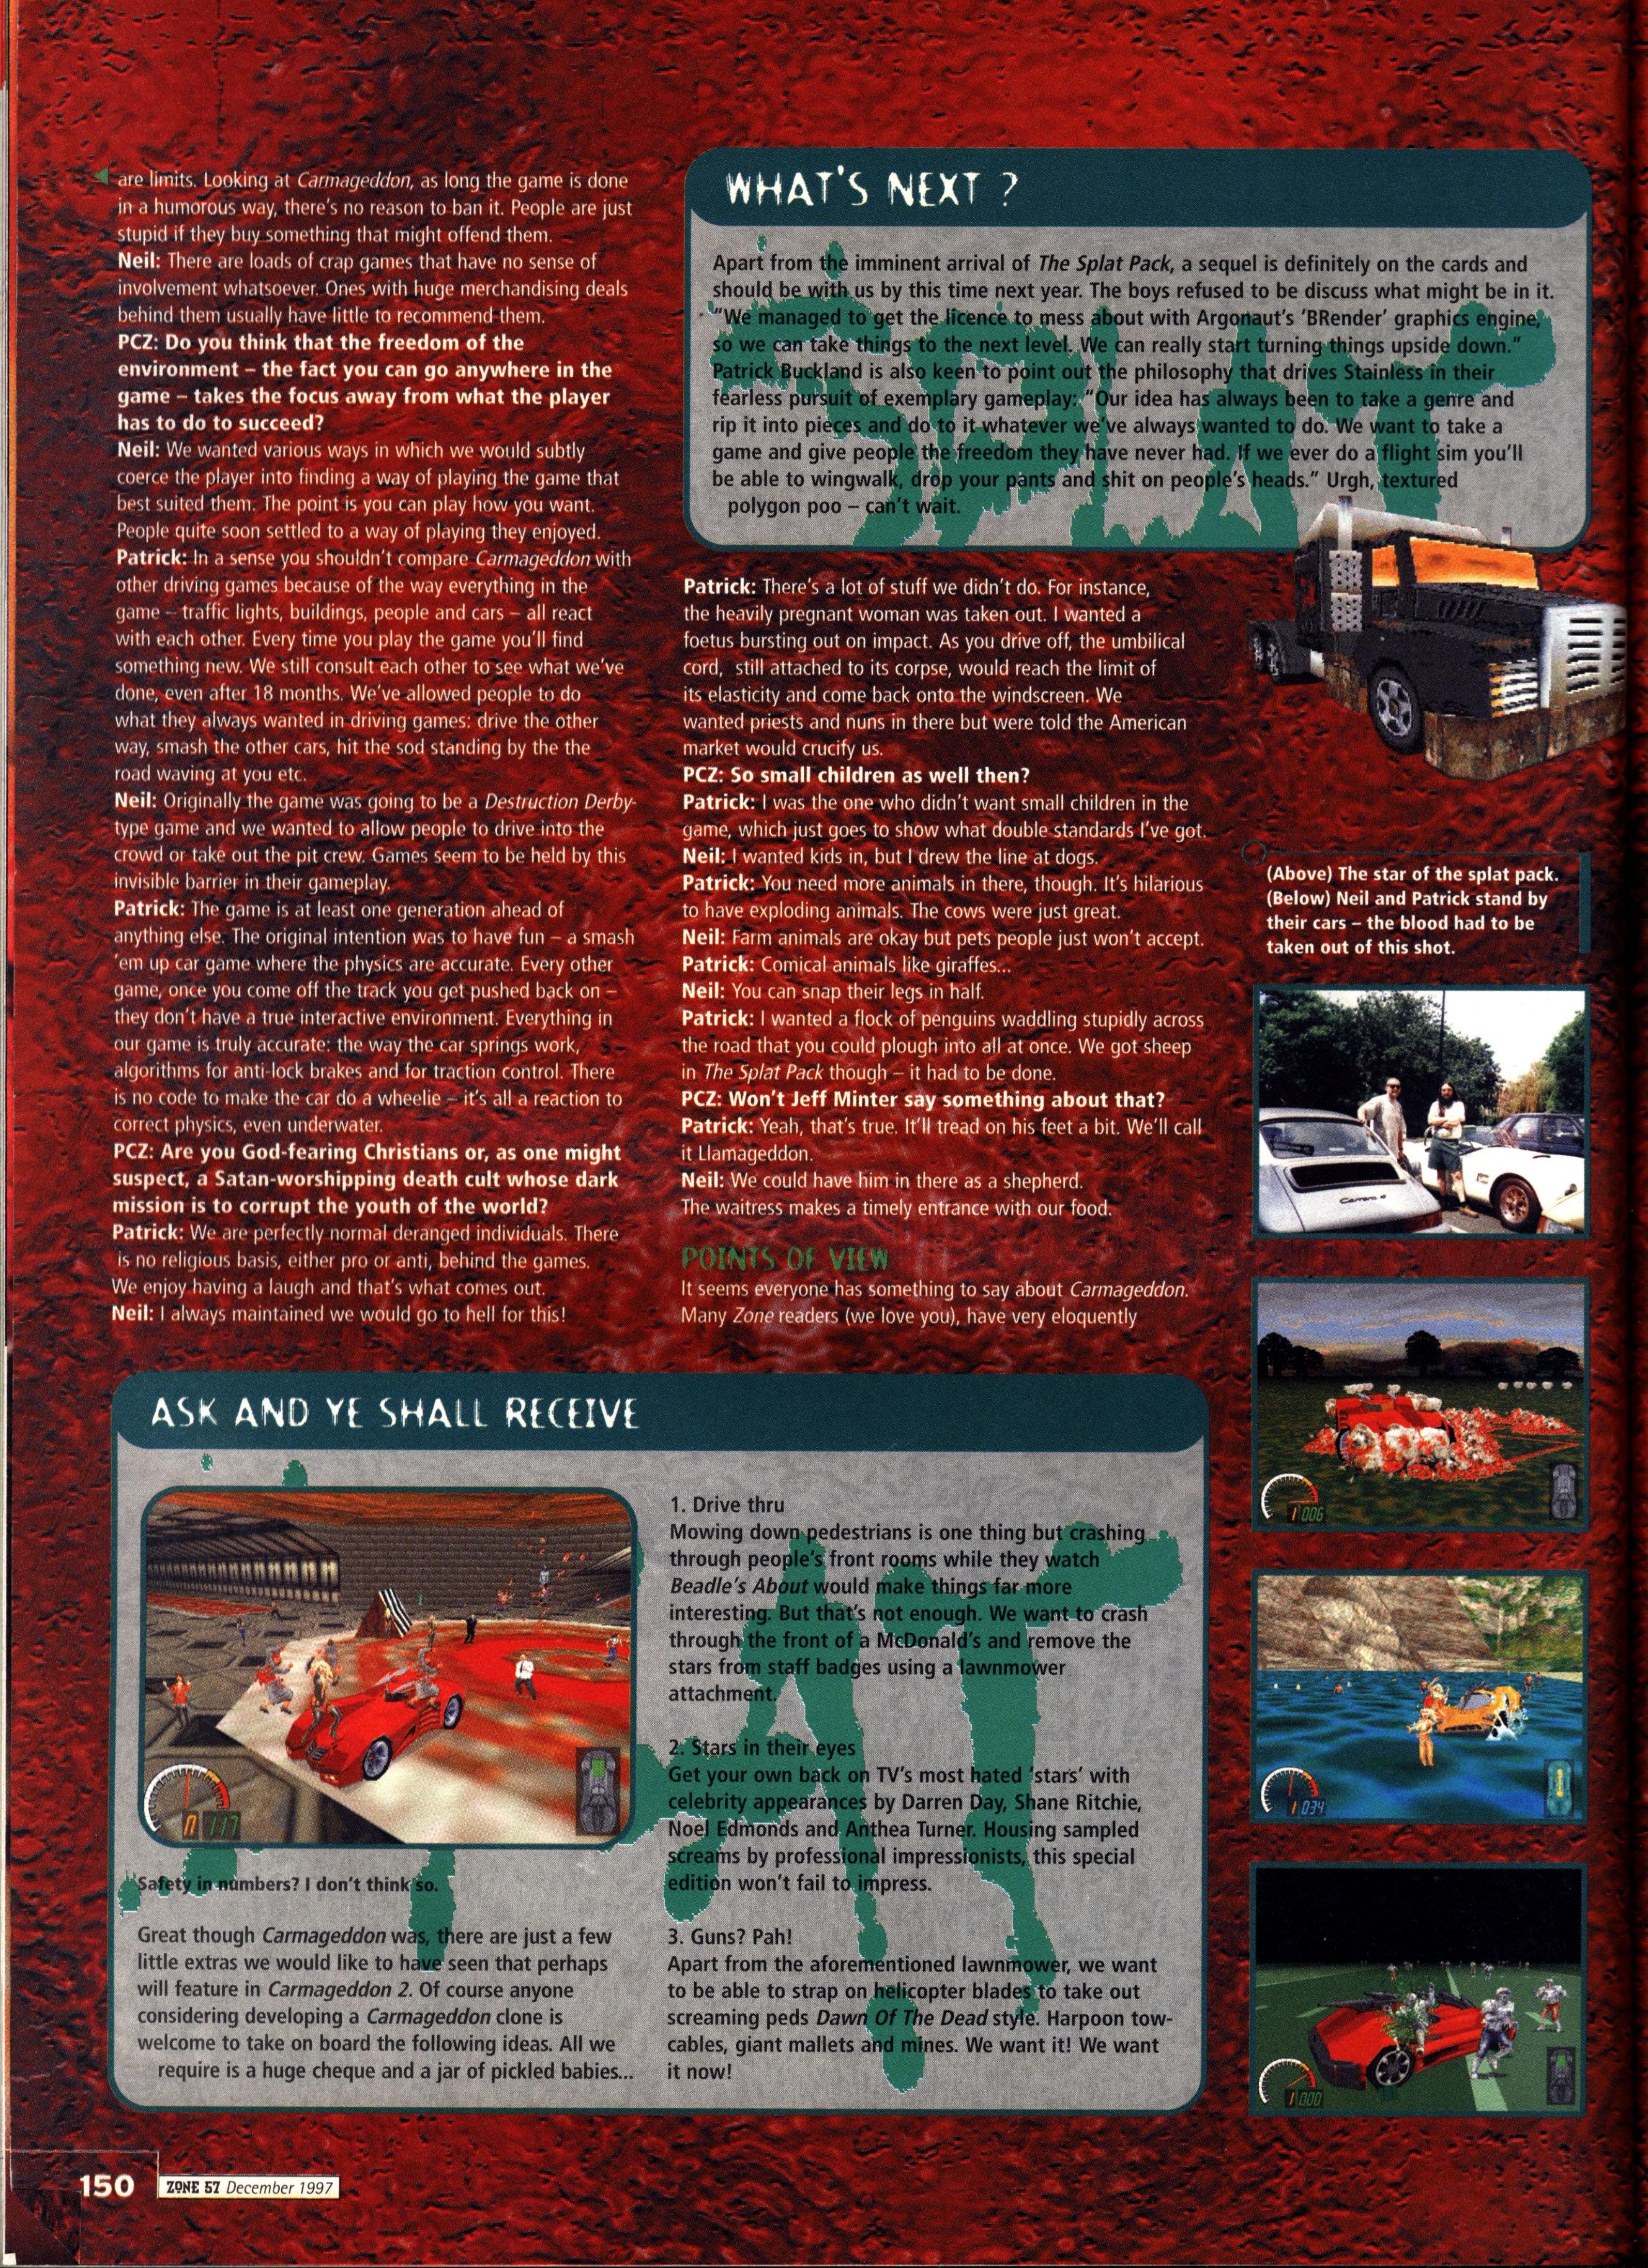 are limits. Looking at Carmageddon, as long the game is done
in a humorous way, there's no reason to ban it. People are just
stupid if they buy something that might offend them.
Neil: There are loads of crap games that have no sense of
involvement whatsoever. Ones with huge merchandising deals
behind them usually have little to recommend them.
PCZ: Do you think that the freedom of the
environment – the fact you can go anywhere in the
game – takes the focus away from what the player
has to do to succeed?
Neil: We wanted various ways in which we would subtly
coerce the player into finding a way of playing the game that
best suited them. The point is you can play how you want.
People quite soon settled to a way of playing they enjoyed.
Patrick: In a sense you shouldn't compare Carmageddon with
other driving games because of the way everything in the
game – traffic lights, buildings, people and cars – all react
with each other. Every time you play the game you'll find
something new. We still consult each other to see what we've
done, even after 18 months. We've allowed people to do
what they always wanted in driving games: drive the other
way, smash the other cars, hit the sod standing by the the
road waving at you etc.
Neil: Originally the game was going to be a Destruction Derby-
type game and we wanted to allow people to drive into the
crowd or take out the pit crew. Games seem to be held by this
invisible barrier in their gameplay.
Patrick: The game is at least one generation ahead of
anything else. The original intention was to have fun – a smash
'em up car game where the physics are accurate. Every other
game, once you come off the track you get pushed back on –
they don't have a true interactive environment. Everything in
our game is truly accurate: the way the car springs work,
algorithms for anti-lock brakes and for traction control. There
is no code to make the car do a wheelie – it's all a reaction to
correct physics, even underwater.
PCZ: Are you God-fearing Christians or, as one might
suspect, a Satan-worshipping death cult whose dark
mission is to corrupt the youth of the world?
Patrick: We are perfectly normal deranged individuals. There
is no religious basis, either pro or anti, behind the games.
We enjoy having a laugh and that's what comes out.
Neil: I always maintained we would go to hell for this!
WHAT'S NEXT ?
Apart from the imminent arrival of The Splat Pack, a sequel is definitely on the cards and
should be with us by this time next year. The boys refused to be discuss what might be in it.
"We managed to get the licence to mess about with Argonaut's 'BRender' graphics engine,
so we can take things to the next level. We can really start turning things upside down."
Patrick Buckland is also keen to point out the philosophy that drives Stainless in their
fearless pursuit of exemplary gameplay: "Our idea has always been to take a genre and
rip it into pieces and do to it whatever we've always wanted to do. We want to take a
game and give people the freedom they have never had. If we ever do a flight sim you'll
be able to wingwalk, drop your pants and shit on people's heads." Urgh, textured
polygon poo – can't wait.
Patrick: There's a lot of stuff we didn't do. For instance,
the heavily pregnant woman was taken out. I wanted a
foetus bursting out on impact. As you drive off, the umbilical
cord, still attached to its corpse, would reach the limit of
its elasticity and come back onto the windscreen. We
wanted priests and nuns in there but were told the American
market would crucify us.
PCZ: So small children as well then?
Patrick: I was the one who didn't want small children in the
game, which just goes to show what double standards I've got.
Neil: I wanted kids in, but I drew the line at dogs.
Patrick: You need more animals in there, though. It's hilarious
to have exploding animals. The cows were just great.
Neil: Farm animals are okay but pets people just won't accept.
Patrick: Comical animals like giraffes...
Neil: You can snap their legs in half.
Patrick: I wanted a flock of penguins waddling stupidly across
the road that you could plough into all at once. We got sheep
in The Splat Pack though – it had to be done.
PCZ: Won't Jeff Minter say something about that?
Patrick: Yeah, that's true. It'll tread on his feet a bit. We'll call
it Llamageddon.
Neil: We could have him in there as a shepherd.
The waitress makes a timely entrance with our food.
POINTS OF VIEW
It seems everyone has something to say about Carmageddon.
Many Zone readers (we love you), have very eloquently
(Above) The star of the splat pack.
(Below) Neil and Patrick stand by
their cars – the blood had to be
taken out of this shot.
Carrera 4
1 006
1 034
1 000
ASK AND YE SHALL RECEIVE
117
Safety in numbers? I don't think so.
Great though Carmageddon was, there are just a few
little extras we would like to have seen that perhaps
will feature in Carmageddon 2. Of course anyone
considering developing a Carmageddon clone is
welcome to take on board the following ideas. All we
require is a huge cheque and a jar of pickled babies...
1. Drive thru
Mowing down pedestrians is one thing but crashing
through people's front rooms while they watch
Beadle's About would make things far more
interesting. But that's not enough. We want to crash
through the front of a McDonald's and remove the
stars from staff badges using a lawnmower
attachment.
2. Stars in their eyes
Get your own back on TV's most hated 'stars' with
celebrity appearances by Darren Day, Shane Ritchie,
Noel Edmonds and Anthea Turner. Housing sampled
screams by professional impressionists, this special
edition won't fail to impress.
3. Guns? Pah!
Apart from the aforementioned lawnmower, we want
to be able to strap on helicopter blades to take out
screaming peds Dawn Of The Dead style. Harpoon tow-
cables, giant mallets and mines. We want it! We want
it now!
150
ZONE 57 December 1997